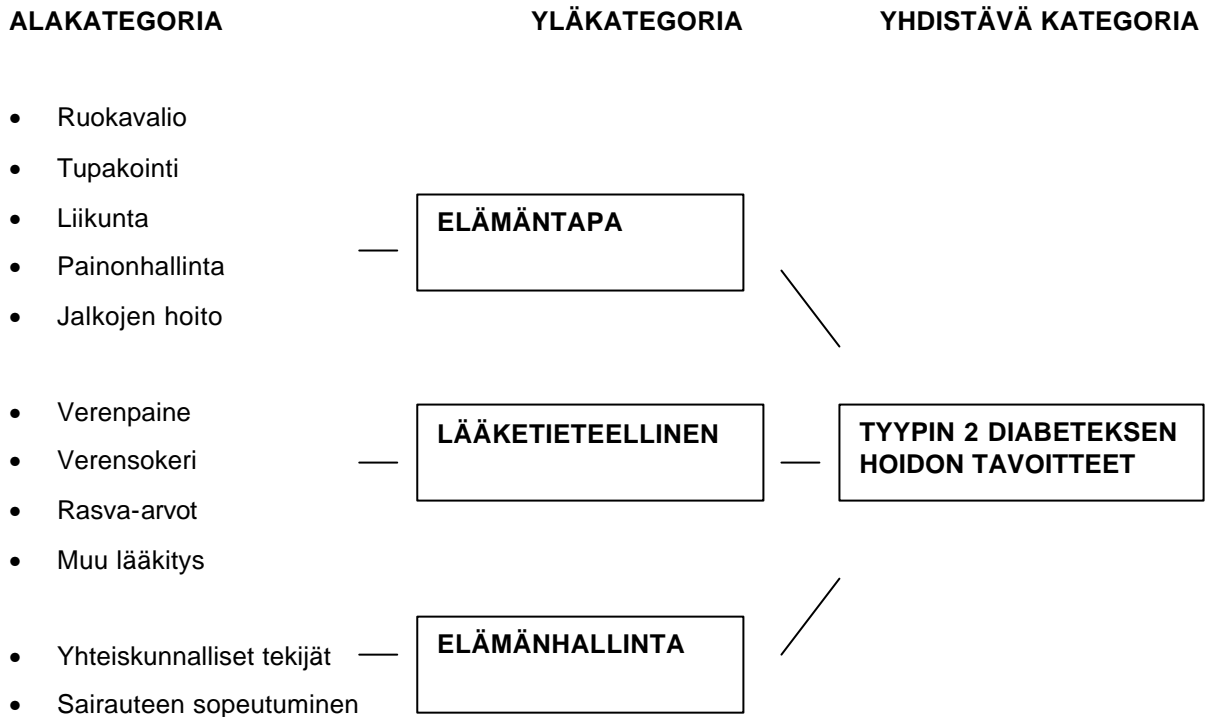 ALAKATEGORIA YLÄKATEGORIA YHDISTÄVÄ KATEGORIA
• Ruokavalio
• Tupakointi
• Liikunta
• Painonhallinta
• Jalkojen hoito
ELÄMÄNTAPA
• Verenpaine
• Verensokeri
• Rasva-arvot
• Muu lääkitys
LÄÄKETIETEELLINEN
TYYPIN 2 DIABETEKSEN
HOIDON TAVOITTEET
• Yhteiskunnalliset tekijät
• Sairauteen sopeutuminen
ELÄMÄNHALLINTA